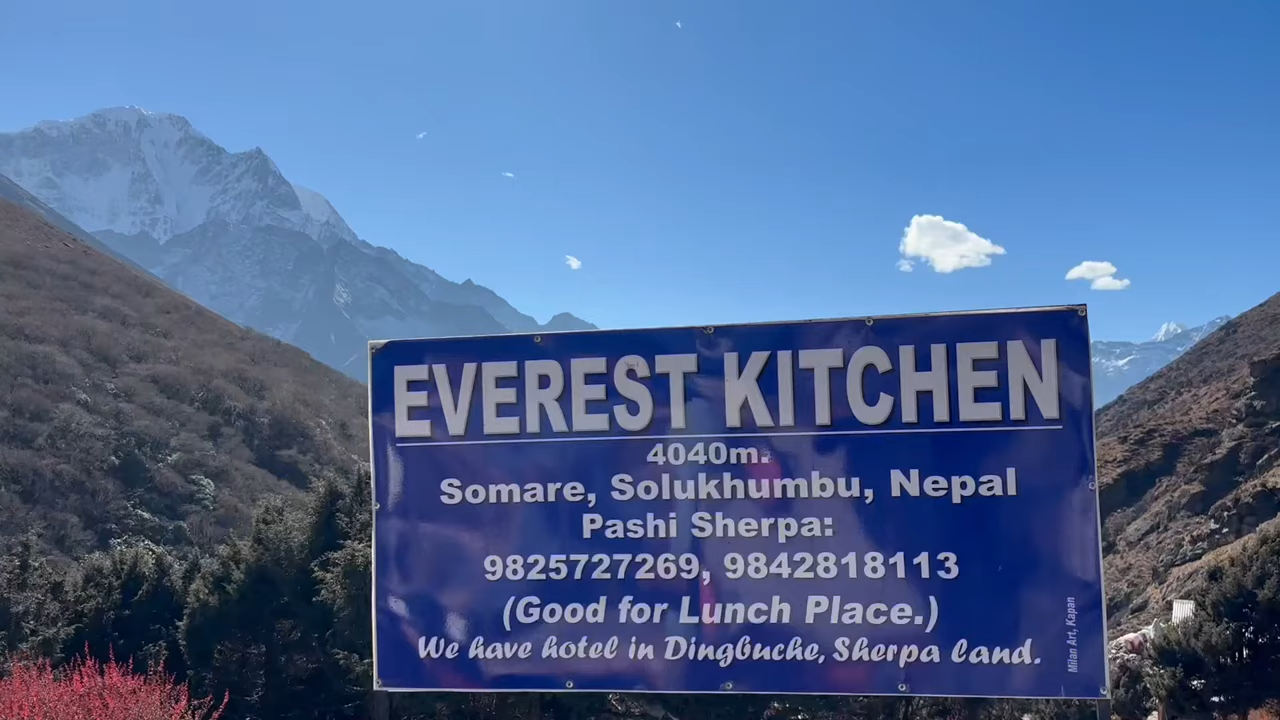 EVEREST KITCHEN
4040m.
Somare, Solukhumbu, Nepal
Pashi Sherpa:
9825727269, 9842818113
(Good for Lunch Place.)
We have hotel in Dingbuche, Sherpa land.
Milan Art, Kapan